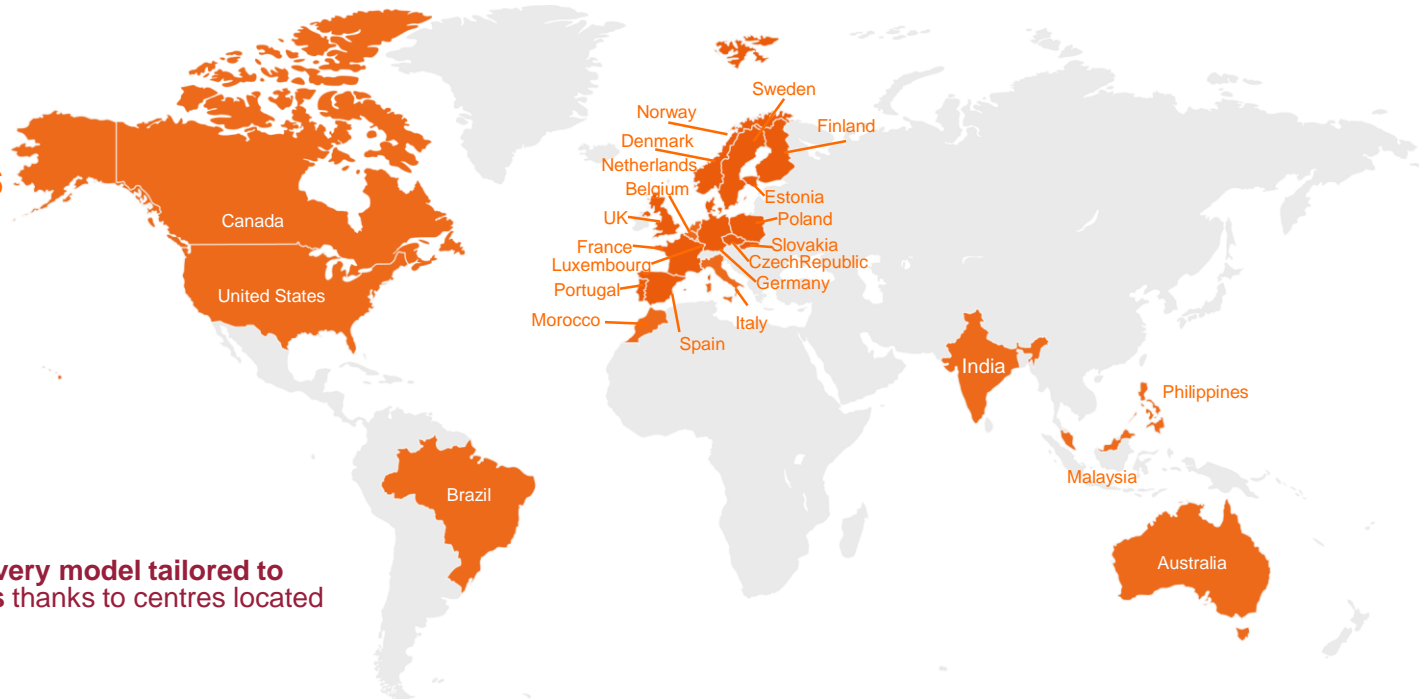 Sweden
Norway
Finland
Denmark
Netherlands
Belgium
Estonia
UK
Poland
Canada
France
Slovakia
Luxembourg
CzechRepublic
Portugal
Germany
United States
Morocco
Italy
Spain
India
Philippines
Malaysia
Brazil
Australia
very model tailored to
s thanks to centres located